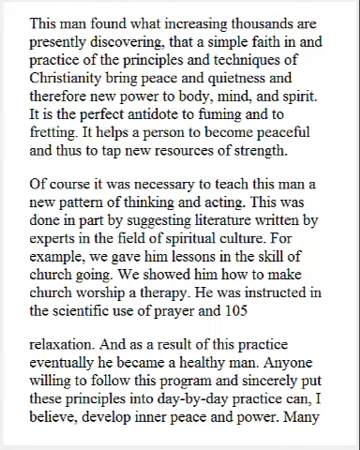 This man found what increasing thousands are
presently discovering, that a simple faith in and
practice of the principles and techniques of
Christianity bring peace and quietness and
therefore new power to body, mind, and spirit.
It is the perfect antidote to fuming and to
fretting. It helps a person to become peaceful
and thus to tap new resources of strength.
Of course it was necessary to teach this man a
new pattern of thinking and acting. This was
done in part by suggesting literature written by
experts in the field of spiritual culture. For
example, we gave him lessons in the skill of
church going. We showed him how to make
church worship a therapy. He was instructed in
the scientific use of prayer and 105
relaxation. And as a result of this practice
eventually he became a healthy man. Anyone
willing to follow this program and sincerely put
these principles into day-by-day practice can, I
believe, develop inner peace and power. Many